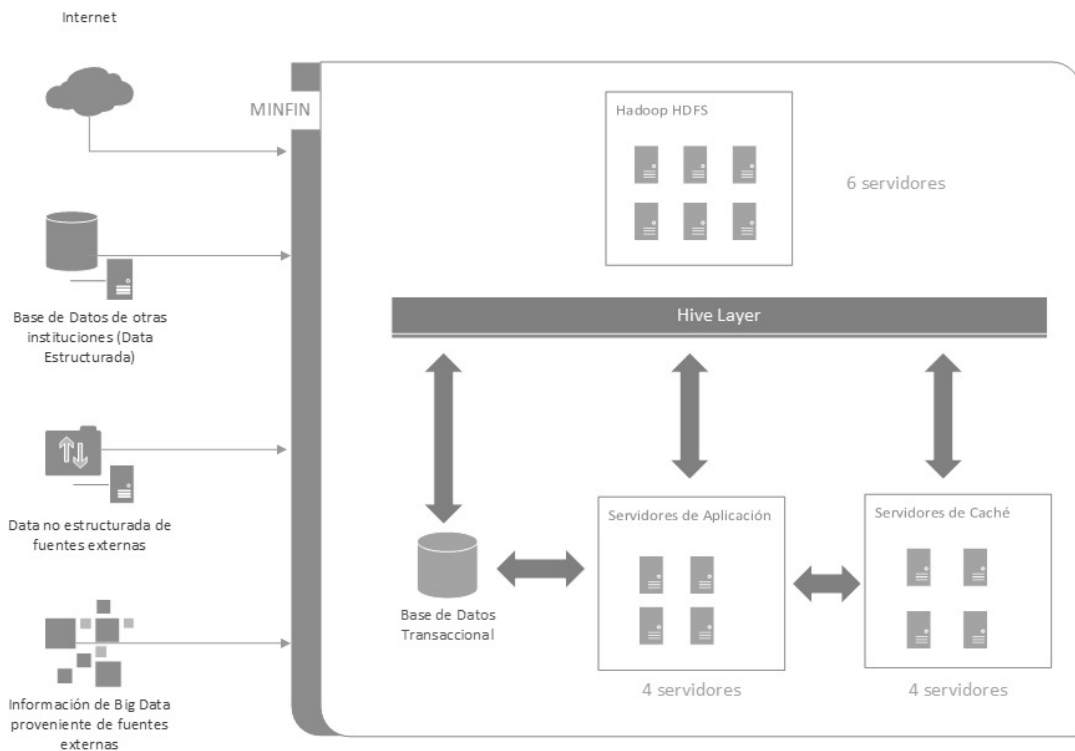 Internet
MINFIN
Hadoop HDFS
6 servidores
Base de Datos de otras
instituciones (Data
Estructurada)
Hive Layer
Data no estructurada de
fuentes externas
Servidores de Aplicación
Servidores de Caché
Base de Datos
Transaccional
4 servidores
4 servidores
Información de Big Data
proveniente de fuentes
externas